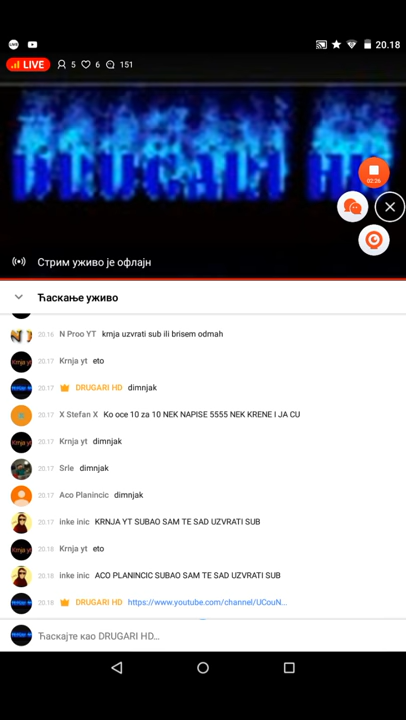 LIVE
20.18
LIVE 5 6 151
DRUGARI HD
02:26
Стрим уживо је офлајн
Ћаскање уживо
20.16 N Proo YT krnja uzvrati sub ili brisem odmah
20.17 Krnja yt eto
20.17 DRUGARI HD dimnjak
20.17 X Stefan X Ko oce 10 za 10 NEK NAPISE 5555 NEK KRENE I JA CU
20.17 Krnja yt dimnjak
20.17 Srle dimnjak
20.17 Aco Planincic dimnjak
20.17 inke inic KRNJA YT SUBAO SAM TE SAD UZVRATI SUB
20.18 Krnja yt eto
20.18 inke inic ACO PLANINCIC SUBAO SAM TE SAD UZVRATI SUB
20.18 DRUGARI HD https://www.youtube.com/channel/UCouN...
Ћаскајте као DRUGARI HD...